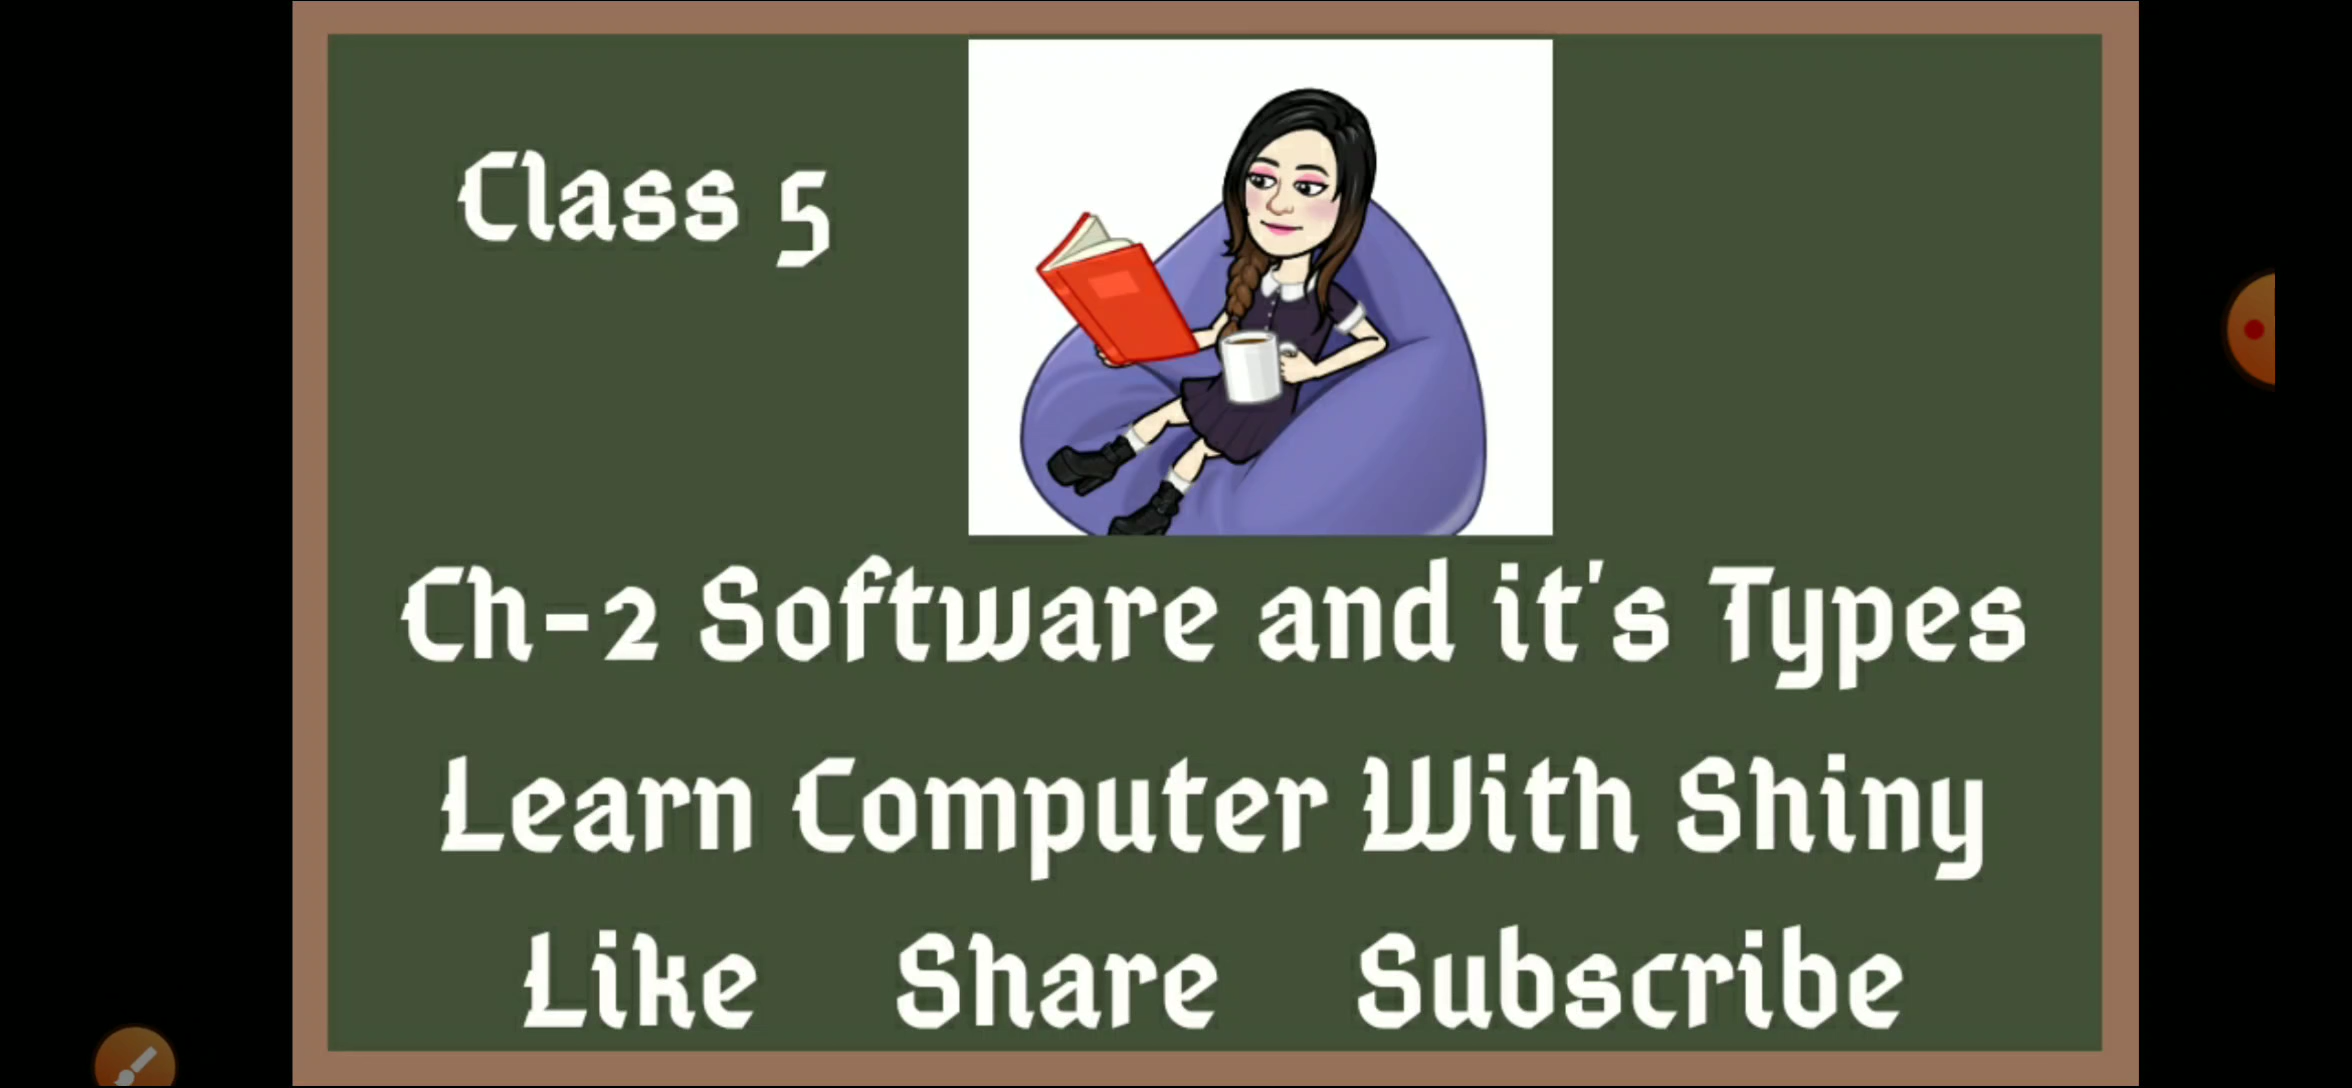 Class 5
Ch-2 Software and it's Types
Learn Computer With Shiny
Like Share Subscribe